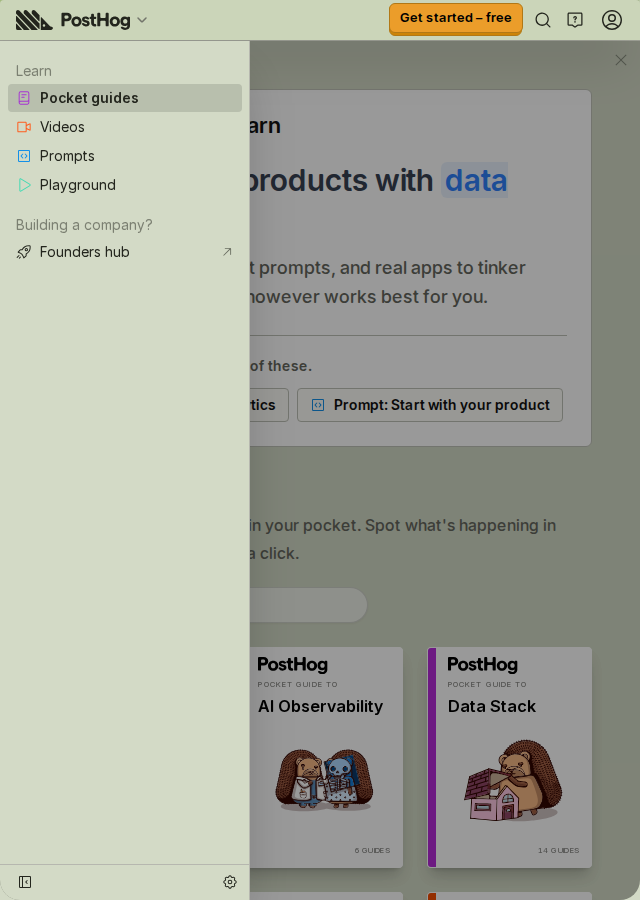 PostHog
Get started – free
Learn
Pocket guides
Videos
Prompts
Playground
Building a company?
Founders hub
arn
products with data
t prompts, and real apps to tinker
however works best for you.
of these.
tics
Prompt: Start with your product
in your pocket. Spot what's happening in
a click.
PostHog
POCKET GUIDE TO
AI Observability
6 GUIDES
PostHog
POCKET GUIDE TO
Data Stack
14 GUIDES